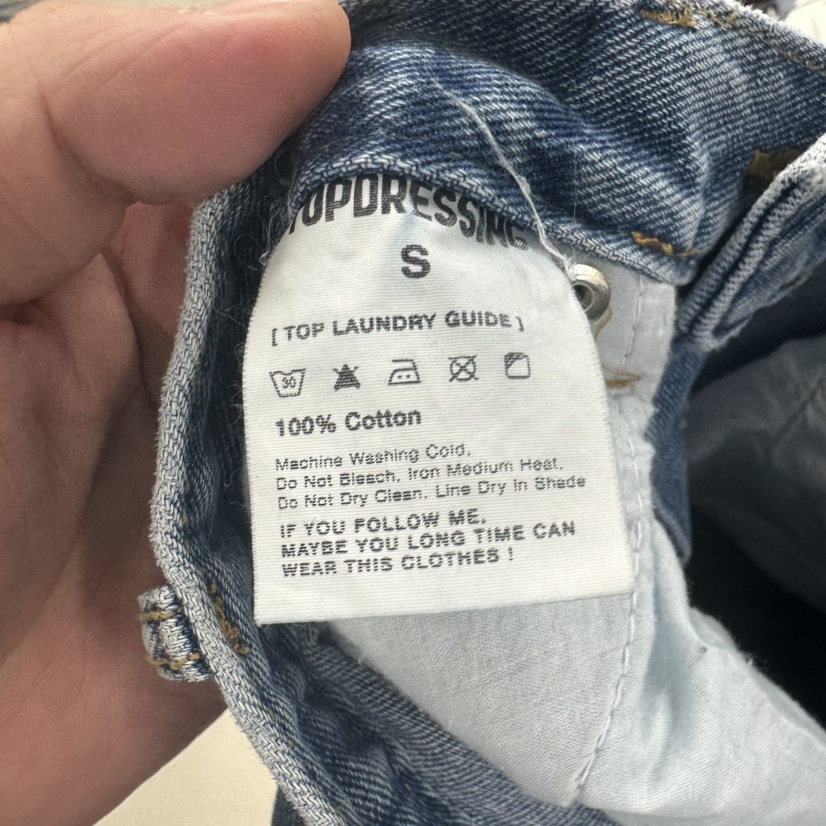 TOPDRESSING
S
[ TOP LAUNDRY GUIDE ]
30
100% Cotton
Machine Washing Cold,
Do Not Bleach, Iron Medium Heat,
Do Not Dry Clean, Line Dry in Shade
IF YOU FOLLOW ME,
MAYBE YOU LONG TIME CAN
WEAR THIS CLOTHES !